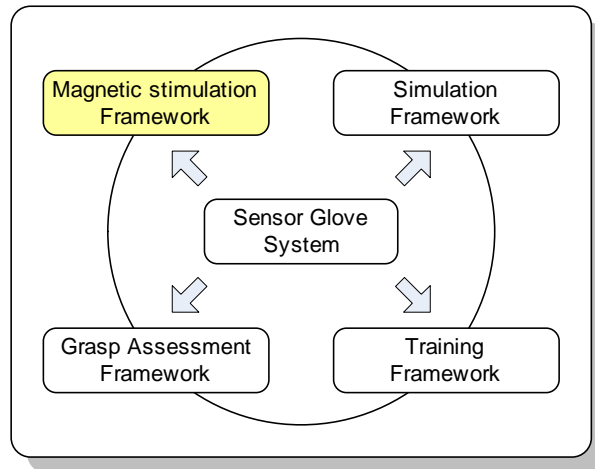 Magnetic stimulation
Framework
Simulation
Framework
Sensor Glove
System
Grasp Assessment
Framework
Training
Framework